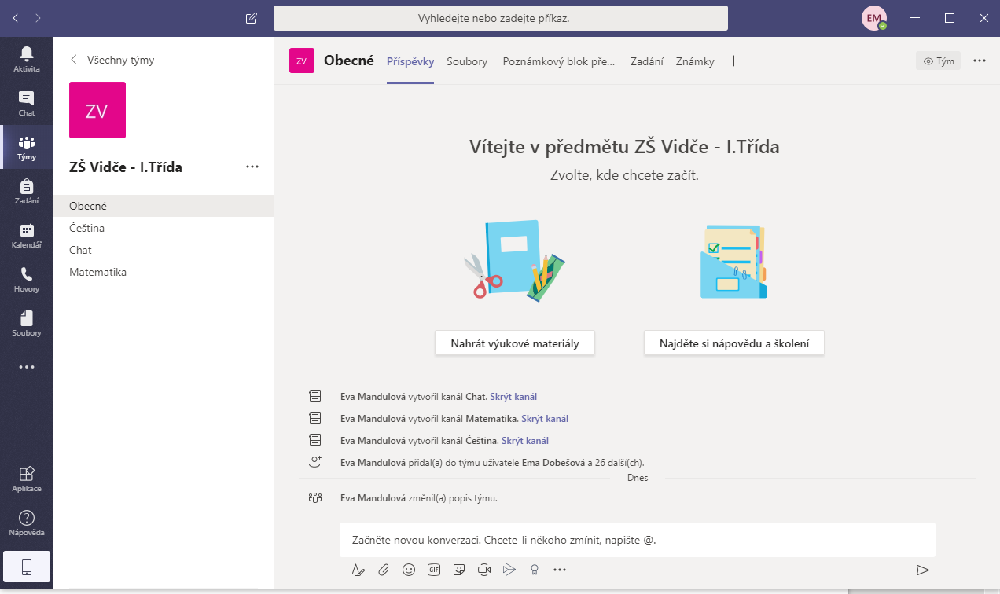 Vyhledejte nebo zadejte příkaz.
EM
Aktivita
Chat
Týmy
Zadání
Kalendář
Hovory
Soubory
Aplikace
Nápověda
Všechny týmy
ZV
ZŠ Vidče - I.Třída
Obecné
Čeština
Chat
Matematika
ZV Obecné Příspěvky Soubory Poznámkový blok pře... Zadání Známky Tým
Vítejte v předmětu ZŠ Vidče - I.Třída
Zvolte, kde chcete začít.
Nahrát výukové materiály Najděte si nápovědu a školení
Eva Mandulová vytvořil kanál Chat. Skrýt kanál
Eva Mandulová vytvořil kanál Matematika. Skrýt kanál
Eva Mandulová vytvořil kanál Čeština. Skrýt kanál
Eva Mandulová přidal(a) do týmu uživatele Ema Dobešová a 26 další(ch).
Dnes
Eva Mandulová změnil(a) popis týmu.
Začněte novou konverzaci. Chcete-li někoho zmínit, napište @.
GIF